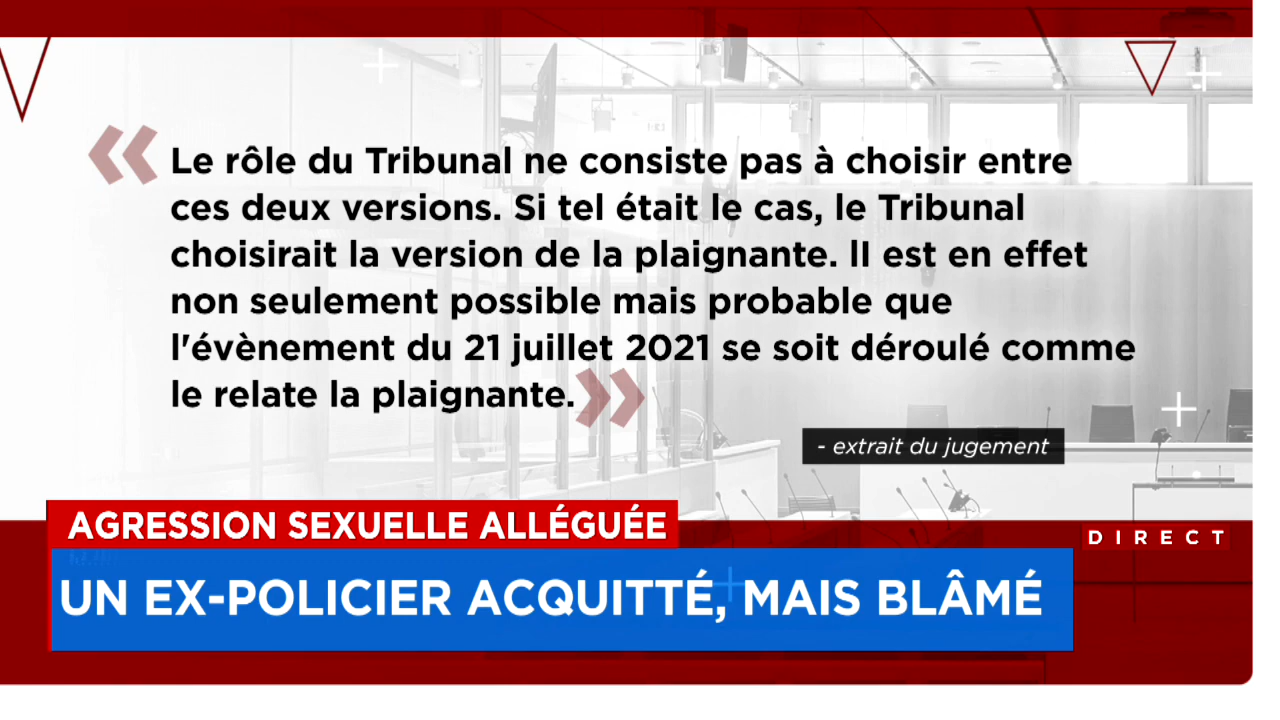 « Le rôle du Tribunal ne consiste pas à choisir entre
ces deux versions. Si tel était le cas, le Tribunal
choisirait la version de la plaignante. lI est en effet
non seulement possible mais probable que
l'évènement du 21 juillet 2021 se soit déroulé comme
le relate la plaignante. »
- extrait du jugement
AGRESSION SEXUELLE ALLÉGUÉE
DIRECT
UN EX-POLICIER ACQUITTÉ, MAIS BLÂMÉ